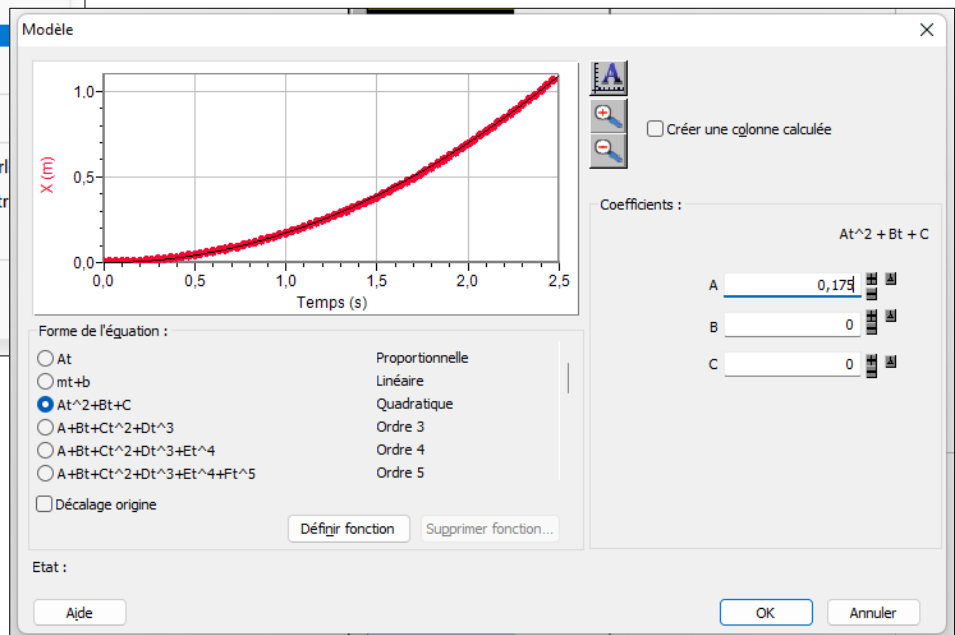 Modèle
rl
tr
1,0
0,5
0,0
X (m)
0,0 0,5 1,0 1,5 2,0 2,5
Temps (s)
A
Créer une colonne calculée
Coefficients :
At^2 + Bt + C
A 0,175
B 0
C 0
Forme de l'équation :
At Proportionnelle
mt+b Linéaire
At^2+Bt+C Quadratique
A+Bt+Ct^2+Dt^3 Ordre 3
A+Bt+Ct^2+Dt^3+Et^4 Ordre 4
A+Bt+Ct^2+Dt^3+Et^4+Ft^5 Ordre 5
Décalage origine
Définir fonction Supprimer fonction...
Etat :
Aide OK Annuler